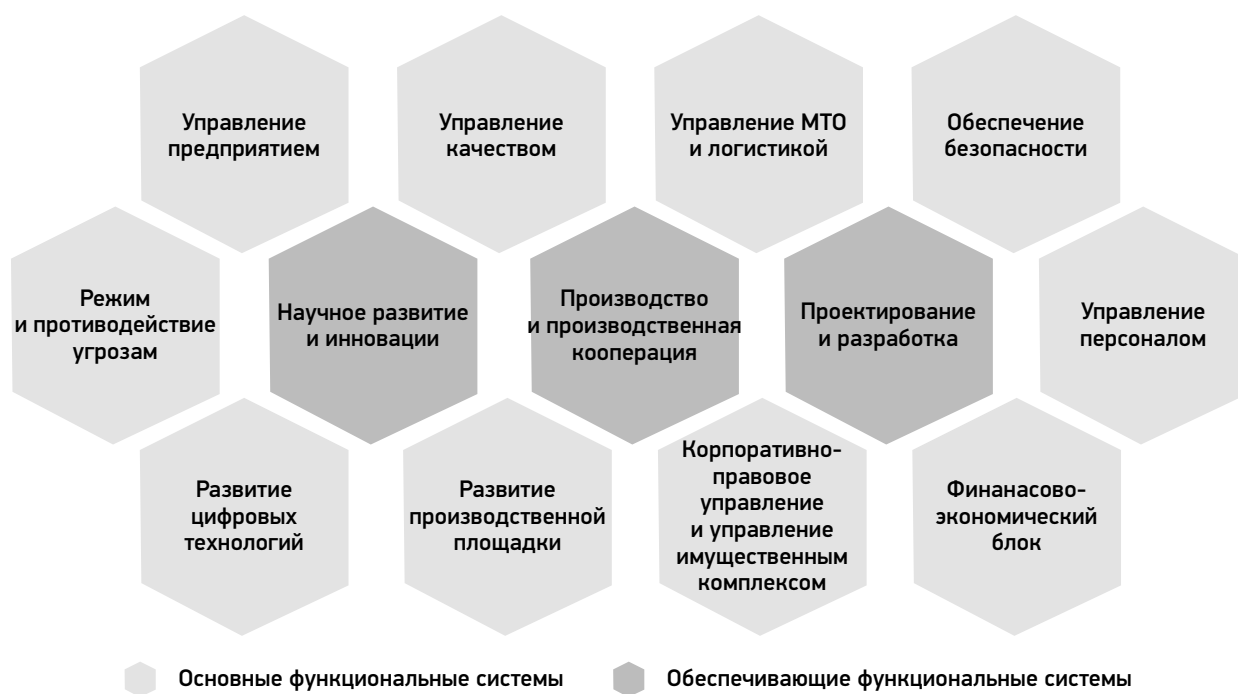 Управление
предприятием
Управление
качеством
Управление МТО
и логистикой
Обеспечение
безопасности
Режим
и противодействие
угрозам
Научное развитие
и инновации
Производство
и производственная
кооперация
Проектирование
и разработка
Управление
персоналом
Развитие
цифровых
технологий
Развитие
производственной
площадки
Корпоративно-
правовое
управление
и управление
имущественным
комплексом
Финанасово-
экономический
блок
Основные функциональные системы
Обеспечивающие функциональные системы